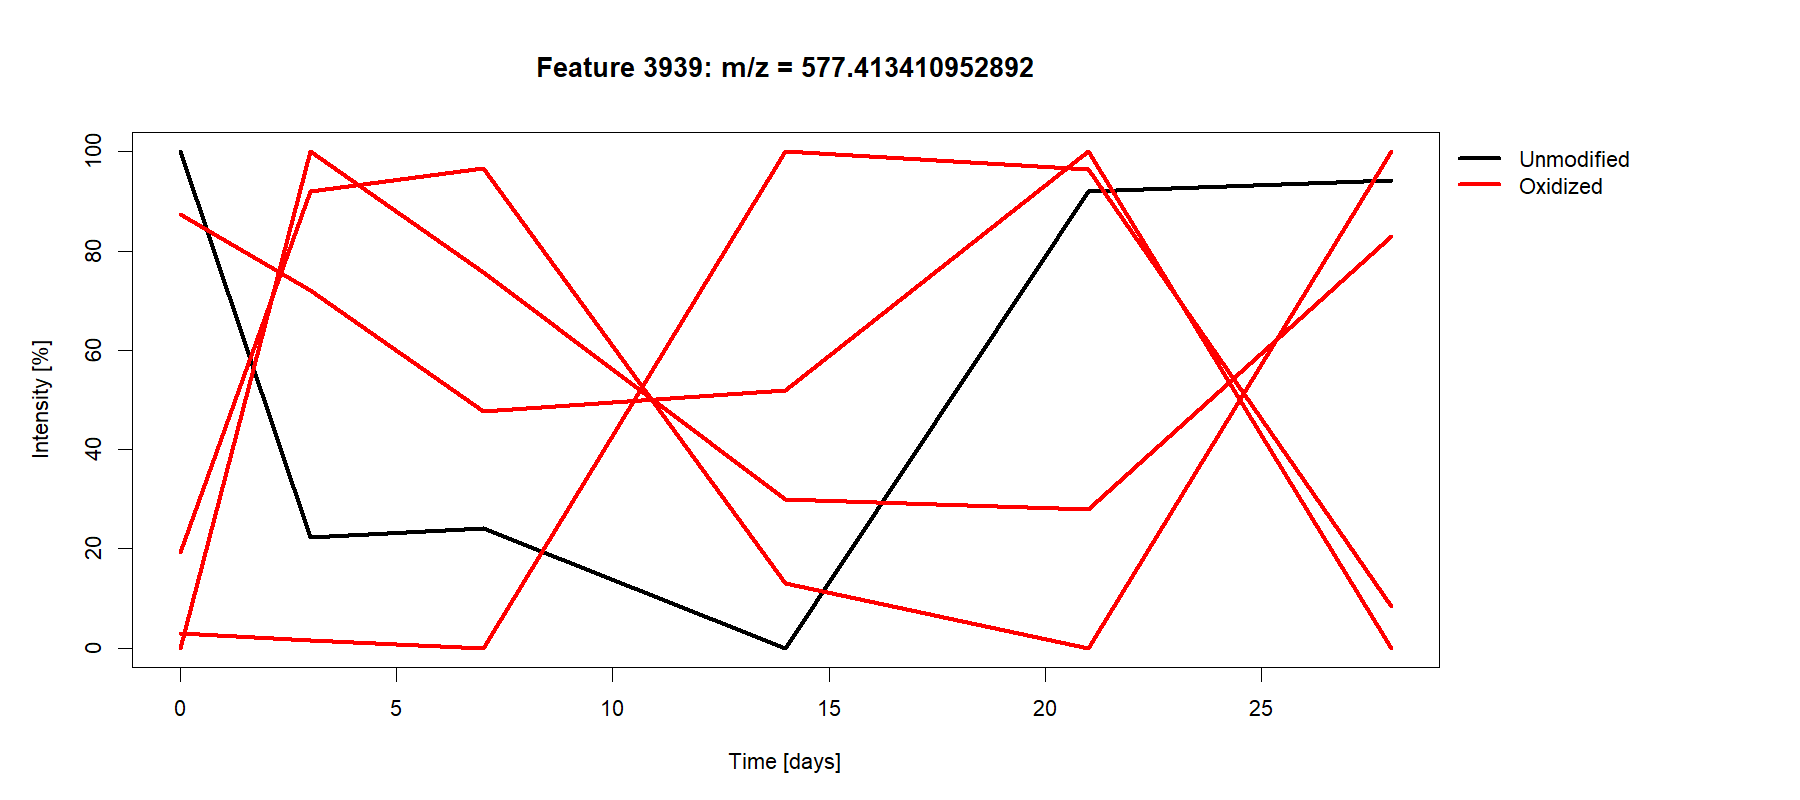 Feature 3939: m/z = 577.413410952892
Unmodified
Oxidized
Intensity [%]
100
80
60
40
20
0
0 5 10 15 20 25
Time [days]